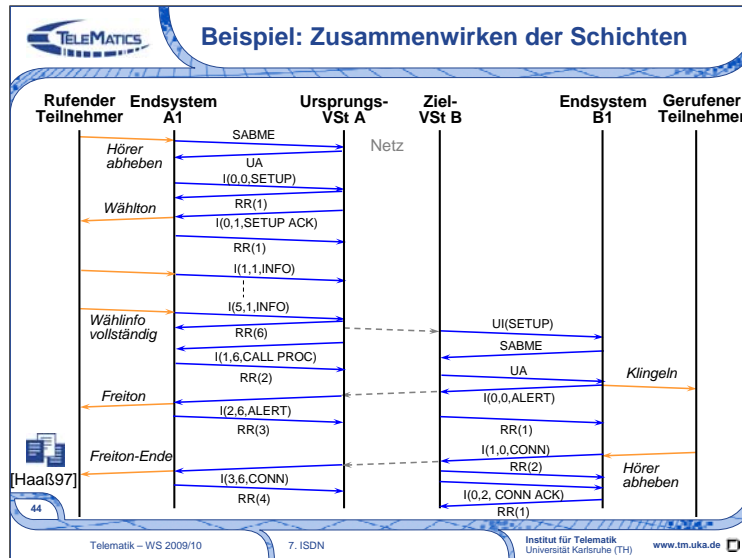 TELEMATICS
Beispiel: Zusammenwirken der Schichten
Rufender Teilnehmer
Endsystem A1
Ursprungs-VSt A
Ziel-VSt B
Endsystem B1
Gerufener Teilnehmer
Netz
Hörer abheben
SABME
UA
I(0,0,SETUP)
RR(1)
Wählton
I(0,1,SETUP ACK)
RR(1)
I(1,1,INFO)
I(5,1,INFO)
Wählinfo vollständig
RR(6)
UI(SETUP)
SABME
I(1,6,CALL PROC)
RR(2)
UA
Klingeln
Freiton
I(0,0,ALERT)
I(2,6,ALERT)
RR(3)
RR(1)
Freiton-Ende
I(1,0,CONN)
RR(2)
Hörer abheben
I(3,6,CONN)
I(0,2, CONN ACK)
RR(4)
RR(1)
[Haaß97]
44
Telematik – WS 2009/10
7. ISDN
Institut für Telematik
Universität Karlsruhe (TH)
www.tm.uka.de